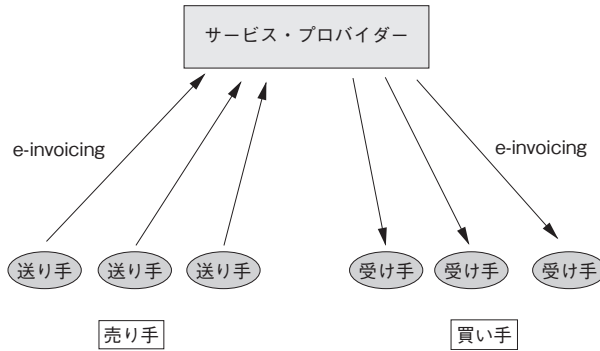 サービス・プロバイダー
e-invoicing
e-invoicing
送り手
送り手
送り手
受け手
受け手
受け手
売り手
買い手